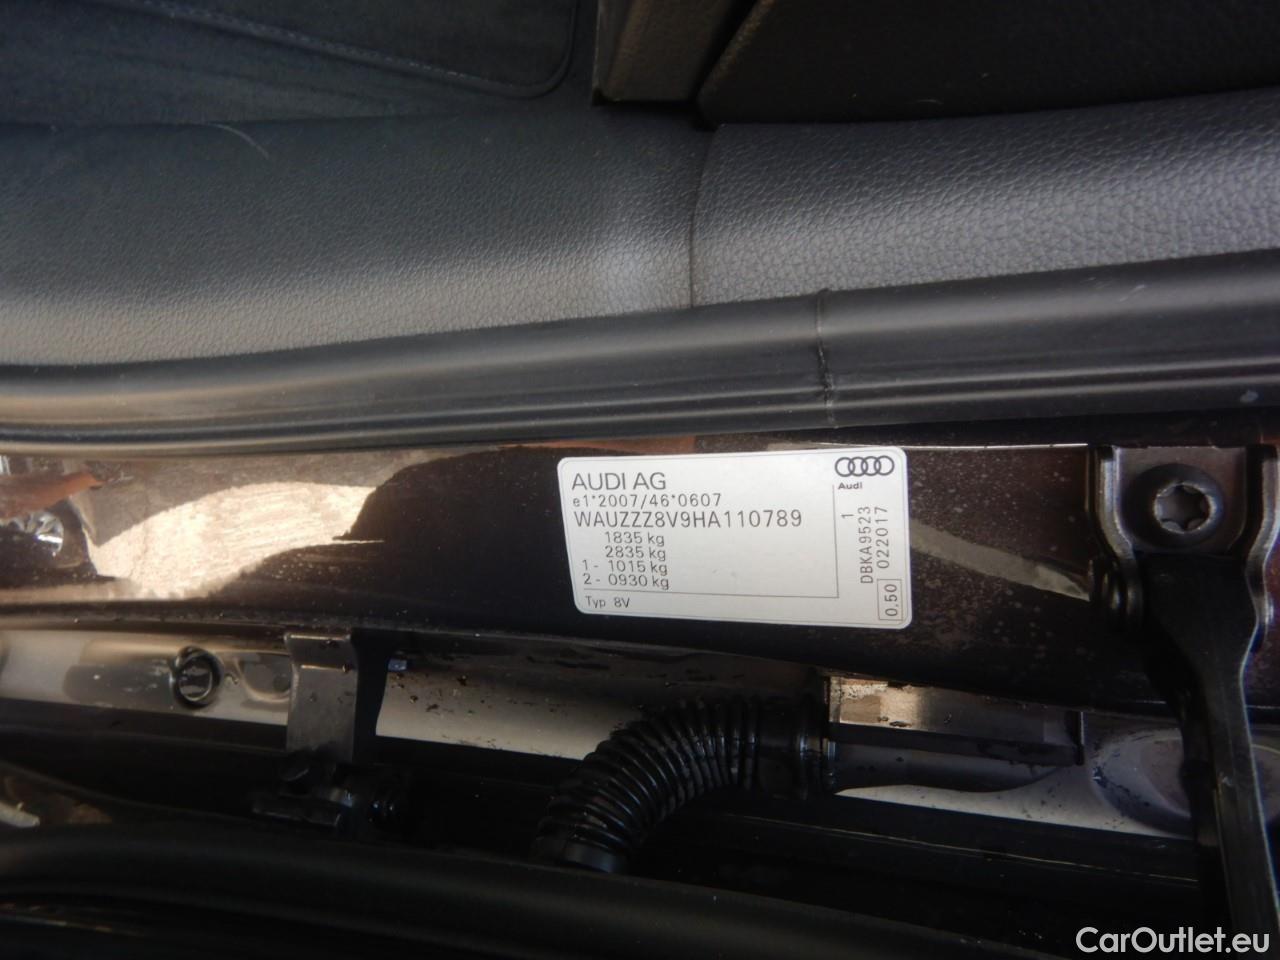 AUDI AG
Audi
e1*2007/46*0607
WAUZZZ8V9HA110789
1835 kg
2835 kg
1 - 1015 kg
2 - 0930 kg
Typ 8V
DBKA9523 1
0,50 022017
CarOutlet.eu